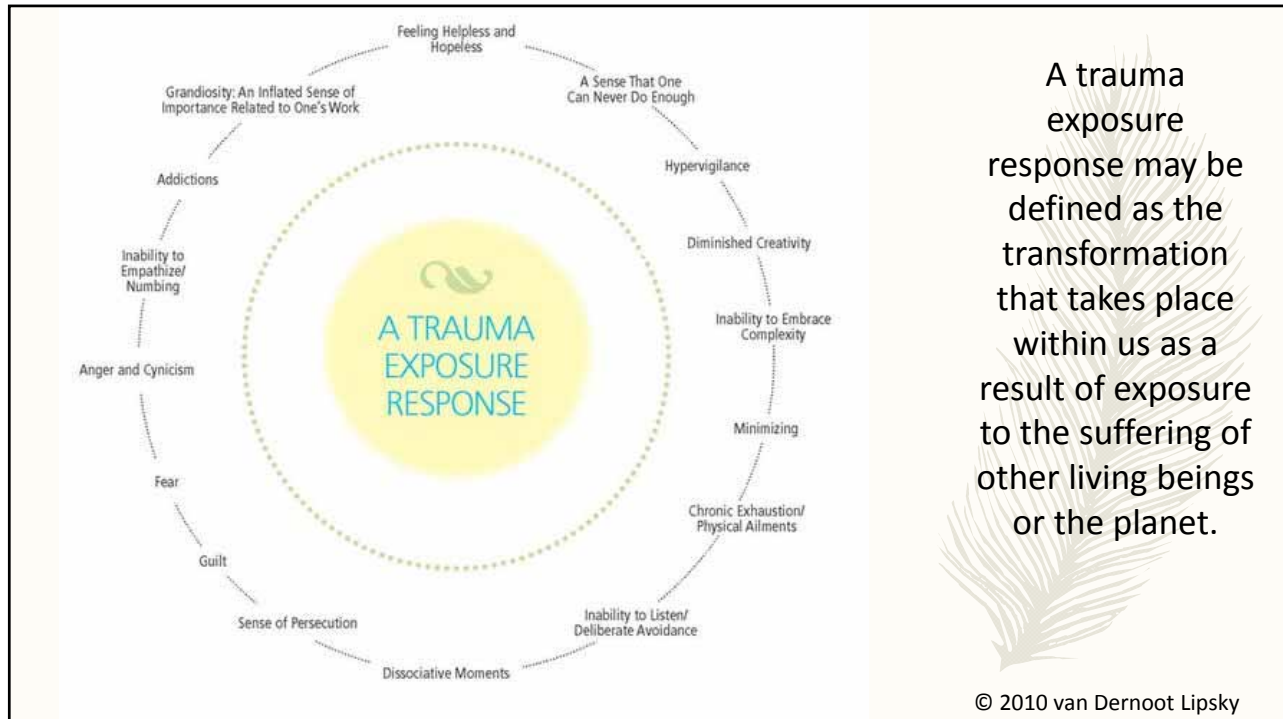 Feeling Helpless and
Hopeless
A Sense That One
Can Never Do Enough
Hypervigilance
Diminished Creativity
Inability to Embrace
Complexity
Minimizing
Chronic Exhaustion/
Physical Ailments
Inability to Listen/
Deliberate Avoidance
Dissociative Moments
Sense of Persecution
Guilt
Fear
Anger and Cynicism
Inability to
Empathize/
Numbing
Addictions
Grandiosity: An Inflated Sense of
Importance Related to One's Work
A TRAUMA
EXPOSURE
RESPONSE
A trauma
exposure
response may be
defined as the
transformation
that takes place
within us as a
result of exposure
to the suffering of
other living beings
or the planet.
© 2010 van Dernoot Lipsky